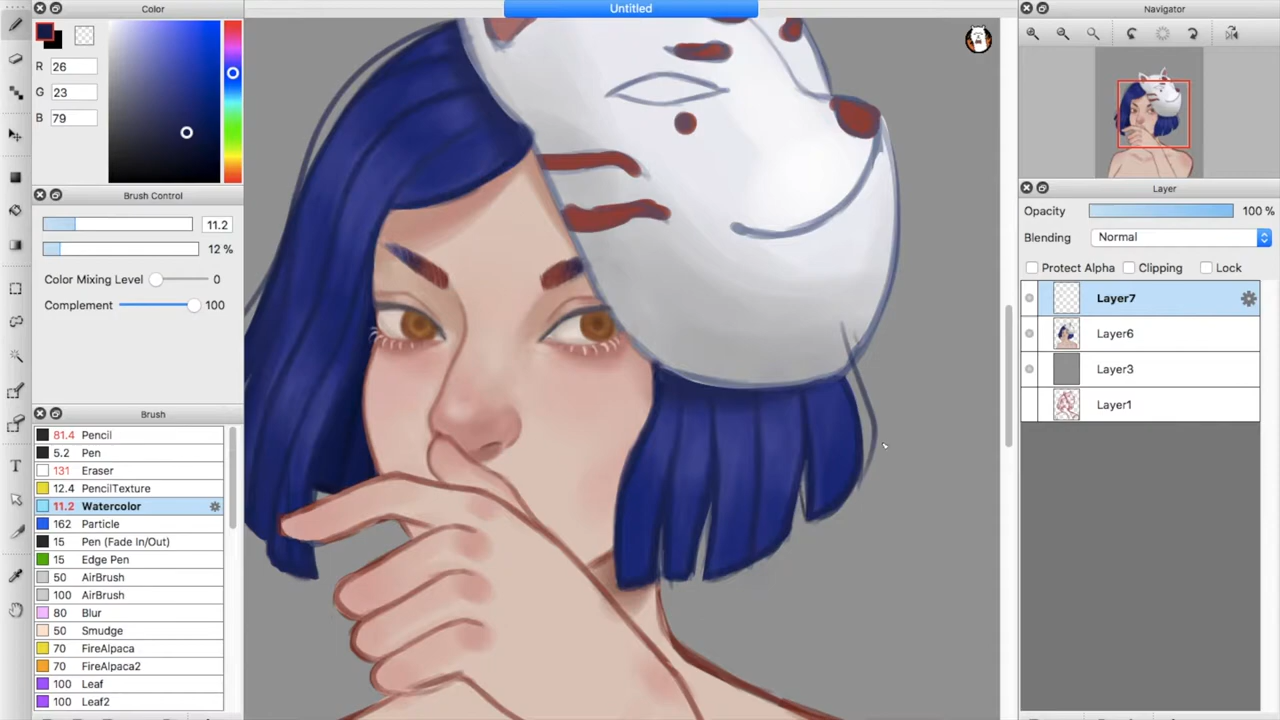 Color
Untitled
Navigator
R 26
G 23
B 79
Brush Control
11.2
12 %
Color Mixing Level 0
Complement 100
Brush
81.4 Pencil
5.2 Pen
131 Eraser
12.4 PencilTexture
11.2 Watercolor
162 Particle
15 Pen (Fade In/Out)
15 Edge Pen
50 AirBrush
100 AirBrush
80 Blur
50 Smudge
70 FireAlpaca
70 FireAlpaca2
100 Leaf
100 Leaf2
T
Layer
Opacity 100 %
Blending Normal
Protect Alpha Clipping Lock
Layer7
Layer6
Layer3
Layer1